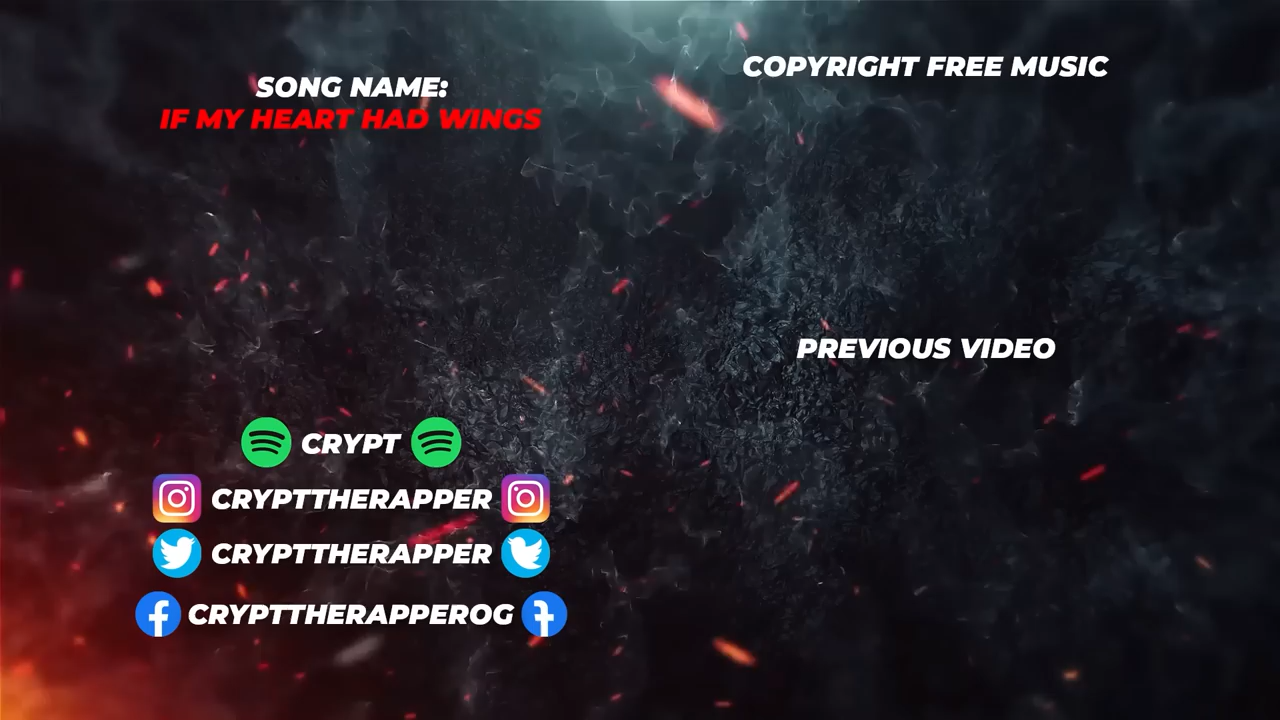 SONG NAME:
IF MY HEART HAD WINGS
COPYRIGHT FREE MUSIC
PREVIOUS VIDEO
CRYPT
CRYPTTHERAPPER
CRYPTTHERAPPER
CRYPTTHERAPPEROG